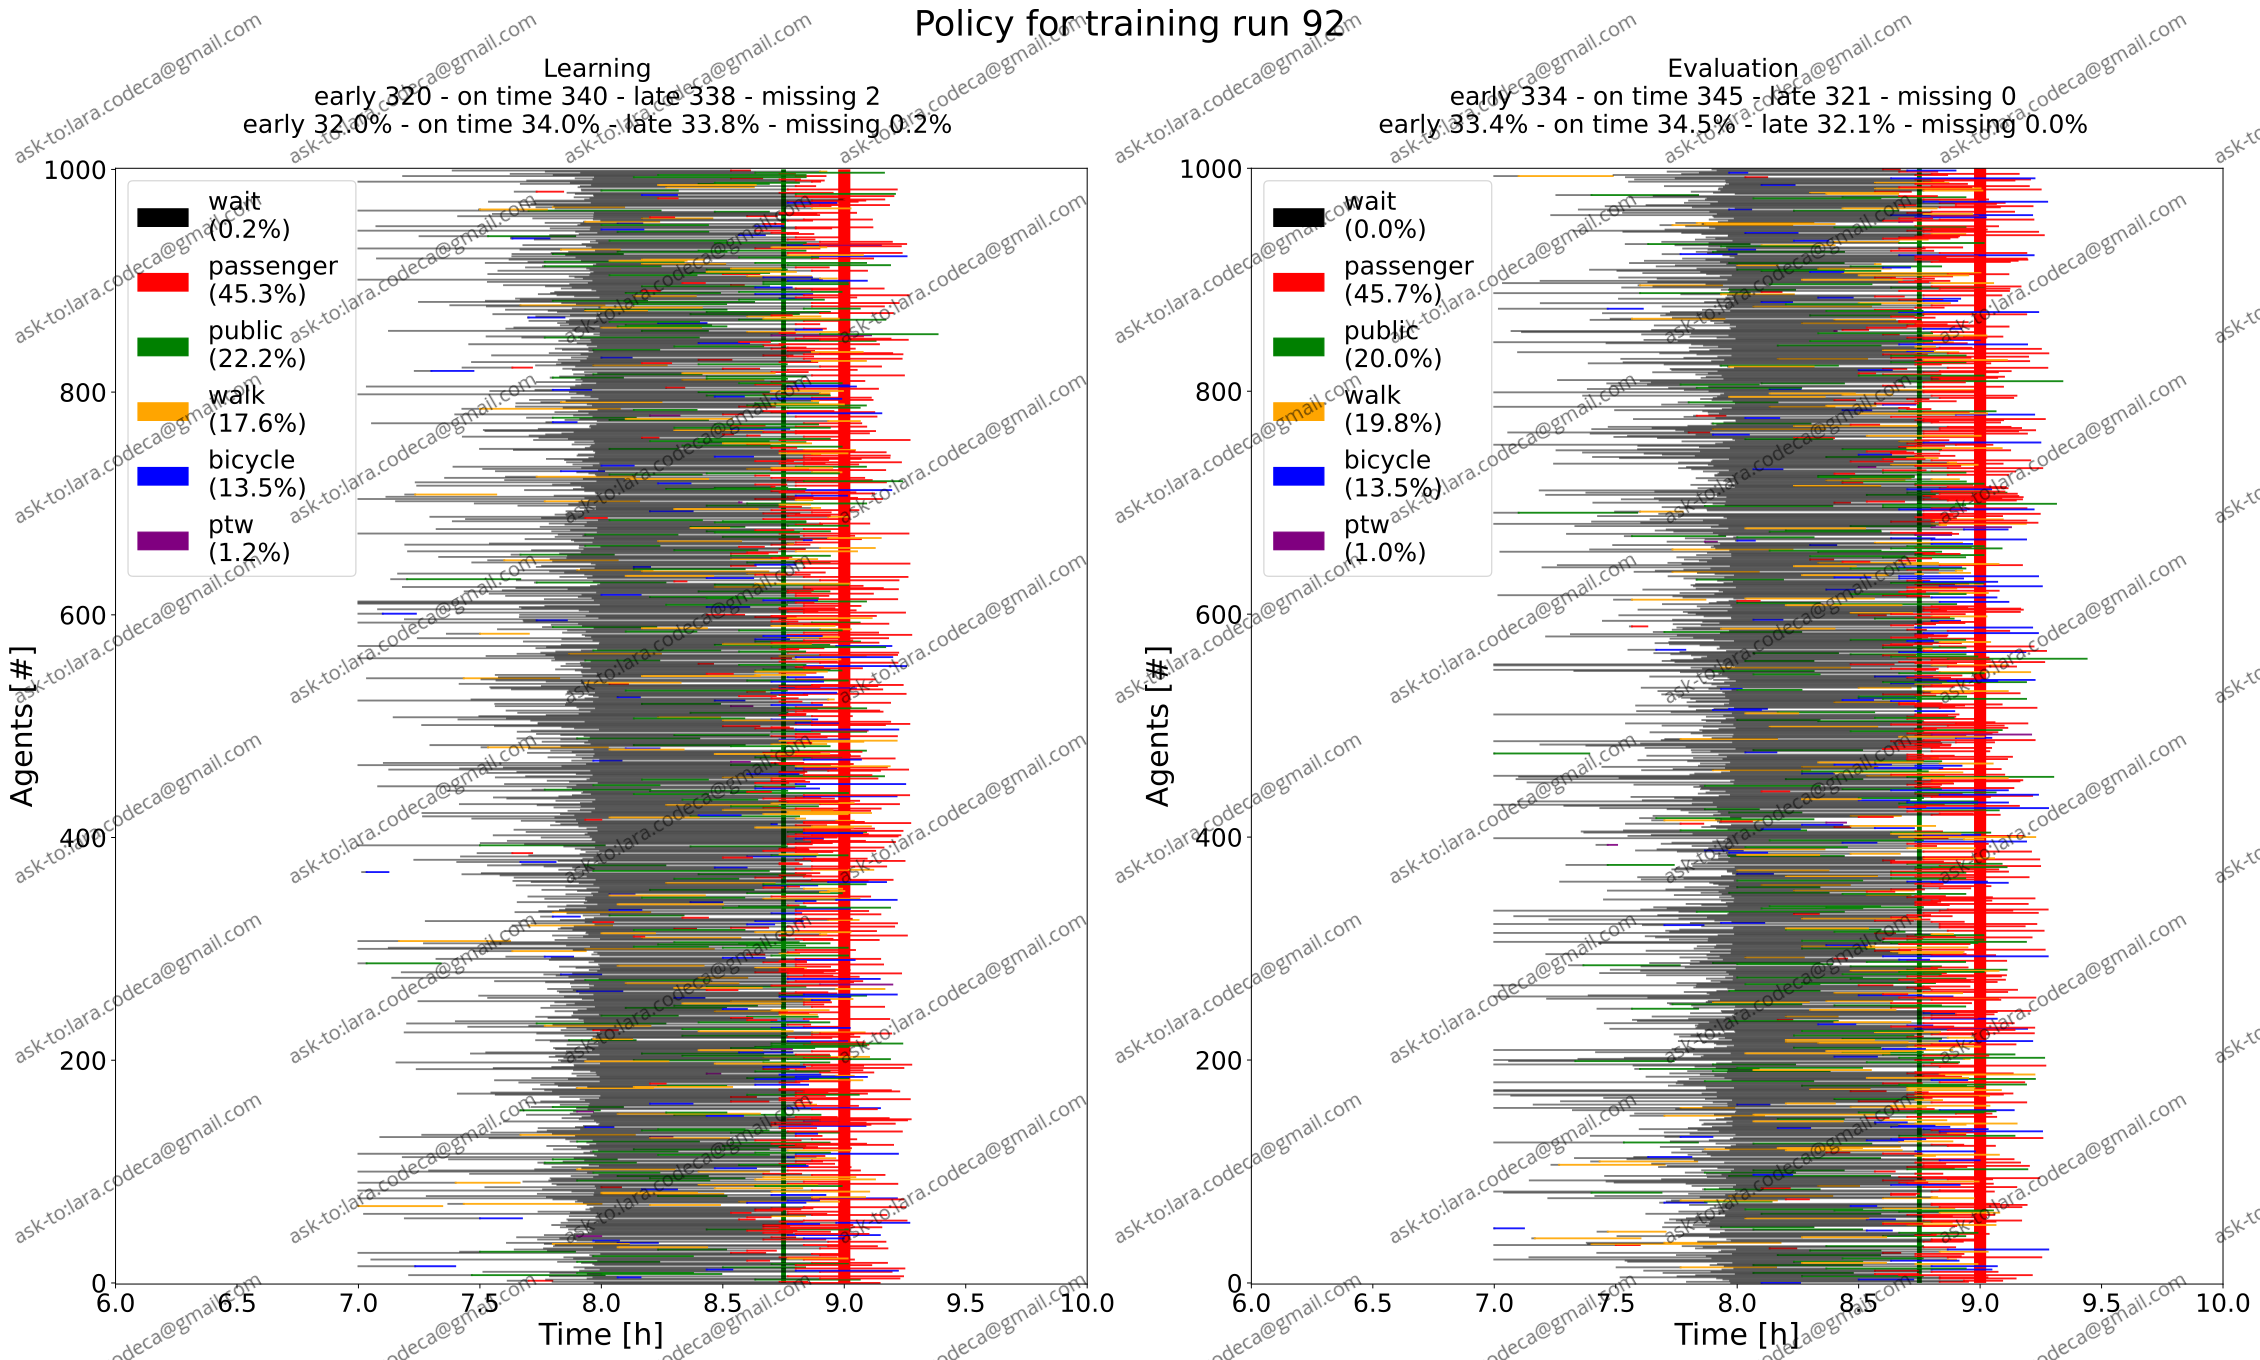 Policy for training run 92
Learning
early 320 - on time 340 - late 338 - missing 2
early 32.0% - on time 34.0% - late 33.8% - missing 0.2%
1000
800
600
400
200
0
Agents [#]
wait
(0.2%)
passenger
(45.3%)
public
(22.2%)
walk
(17.6%)
bicycle
(13.5%)
ptw
(1.2%)
6.0 6.5 7.0 7.5 8.0 8.5 9.0 9.5 10.0
Time [h]
Evaluation
early 334 - on time 345 - late 321 - missing 0
early 33.4% - on time 34.5% - late 32.1% - missing 0.0%
1000
800
600
400
200
0
Agents [#]
wait
(0.0%)
passenger
(45.7%)
public
(20.0%)
walk
(19.8%)
bicycle
(13.5%)
ptw
(1.0%)
6.0 6.5 7.0 7.5 8.0 8.5 9.0 9.5 10.0
Time [h]
ask-to:lara.codeca@gmail.com